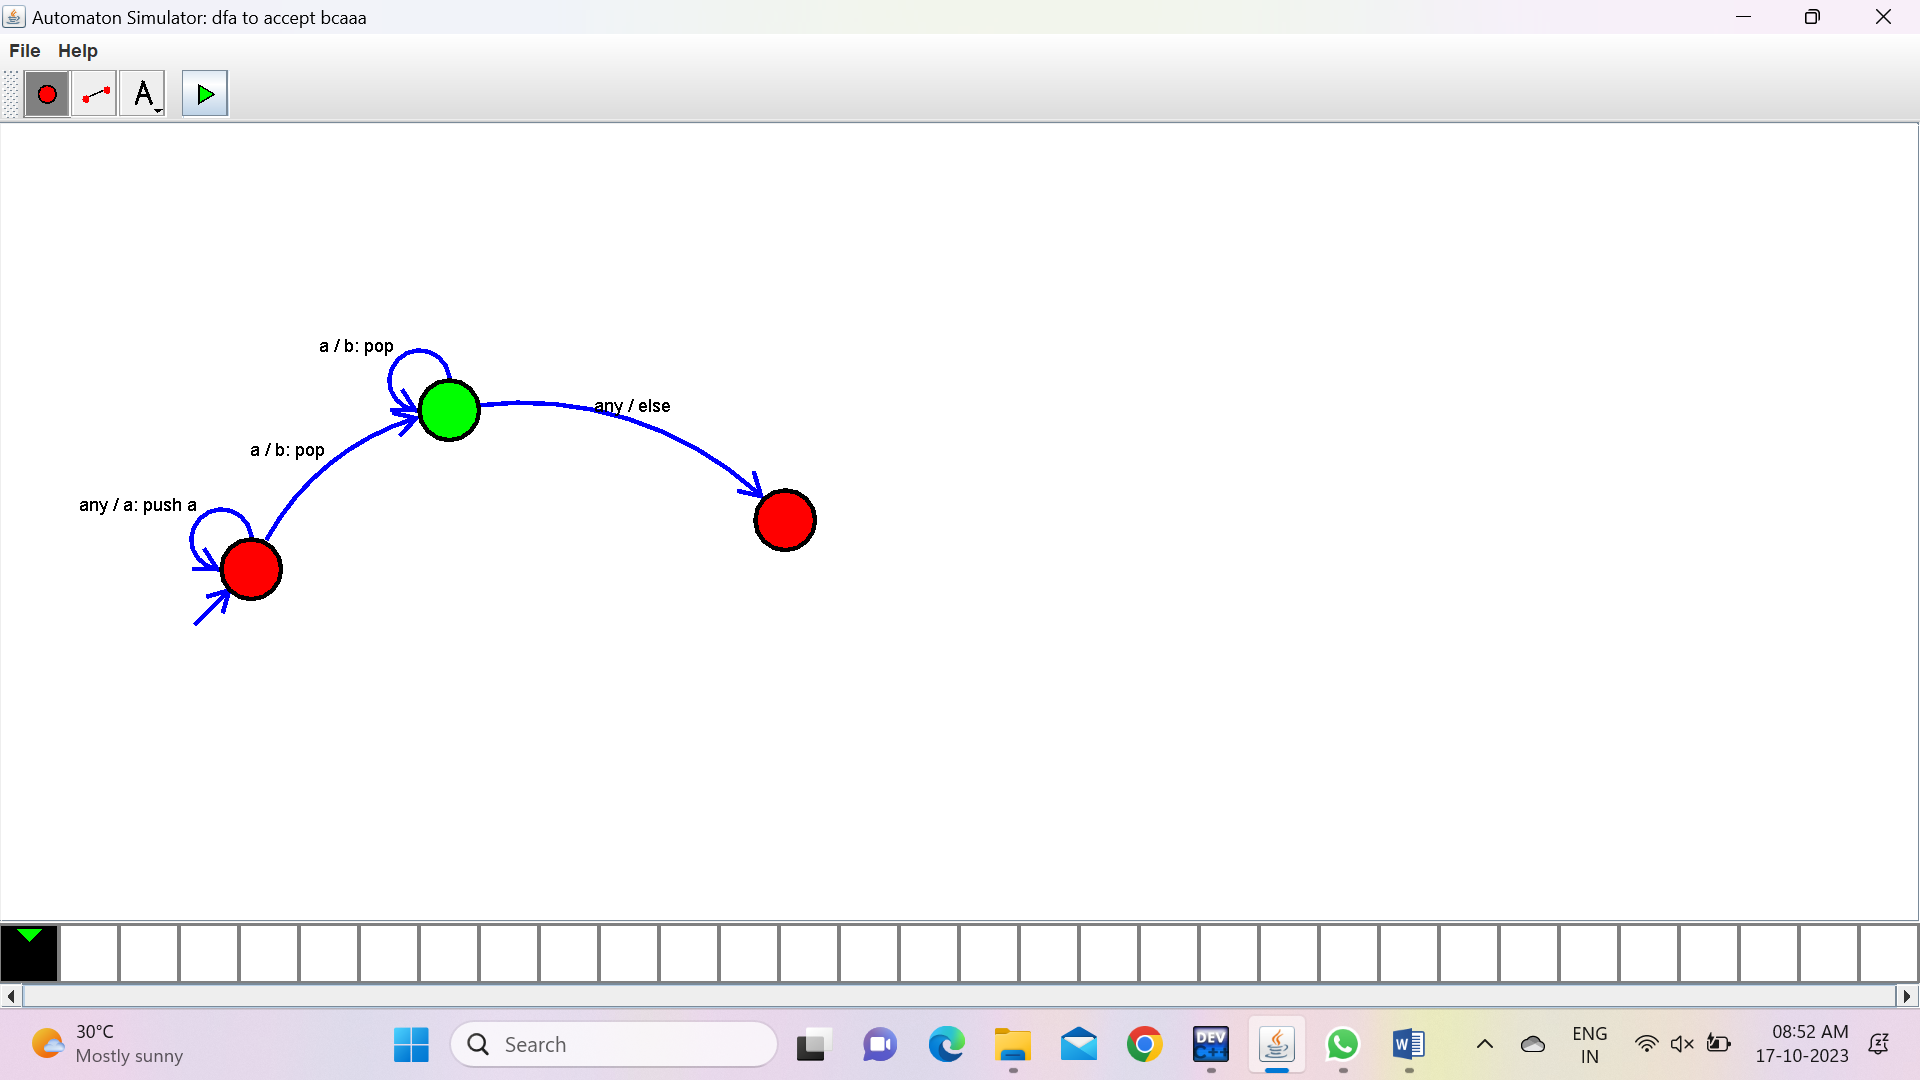 Automaton Simulator: dfa to accept bcaaa
File Help
A
a / b: pop
any / else
a / b: pop
any / a: push a
30°C
Mostly sunny
Search
DEV
C++
W
ENG
IN
08:52 AM
17-10-2023